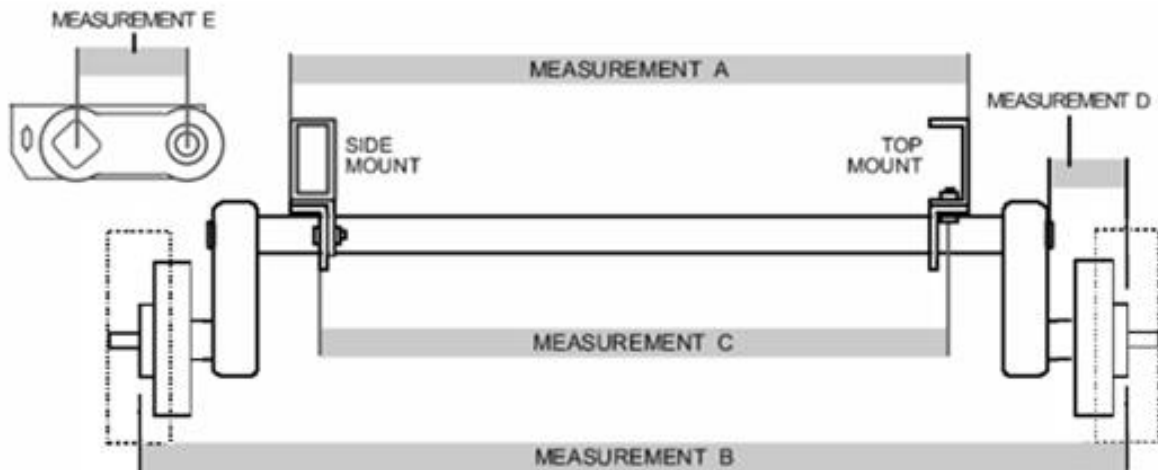 MEASUREMENT E
MEASUREMENT A
MEASUREMENT D
SIDE
MOUNT
TOP
MOUNT
MEASUREMENT C
MEASUREMENT B